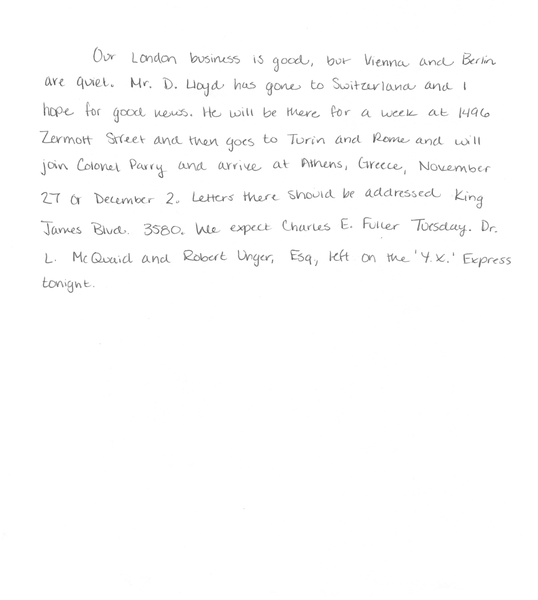 Our London business is good, but Vienna and Berlin
are quiet. Mr. D. Lloyd has gone to Switzerland and I
hope for good news. He will be there for a week at 1496
Zermott Street and then goes to Turin and Rome and will
join Colonel Parry and arrive at Athens, Greece, November
27 or December 2. Letters there should be addressed King
James Blvd. 3580. We expect Charles E. Fuller Tuesday. Dr.
L. McQuaid and Robert Unger, Esq., left on the 'Y.X.' Express
tonight.